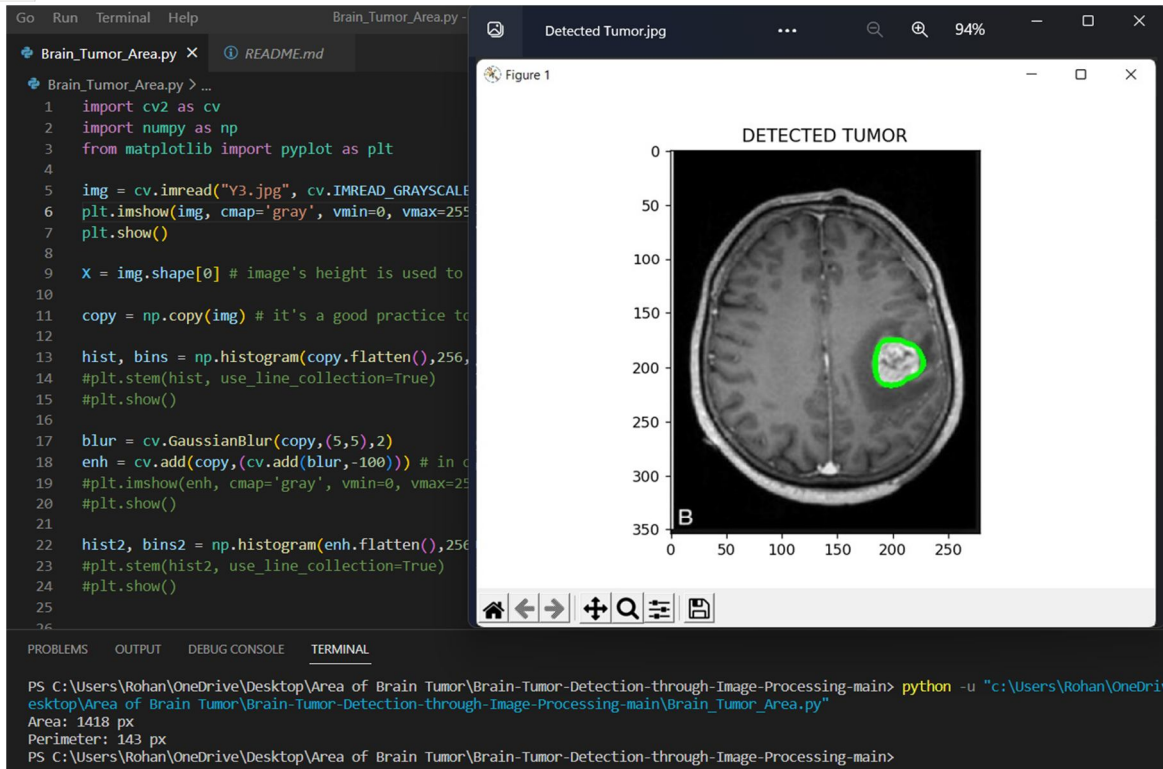 Go Run Terminal Help Brain_Tumor_Area.py -
Brain_Tumor_Area.py README.md
Brain_Tumor_Area.py > ...
1 import cv2 as cv
2 import numpy as np
3 from matplotlib import pyplot as plt
4
5 img = cv.imread("Y3.jpg", cv.IMREAD_GRAYSCALE
6 plt.imshow(img, cmap='gray', vmin=0, vmax=255
7 plt.show()
8
9 X = img.shape[0] # image's height is used to
10
11 copy = np.copy(img) # it's a good practice to
12
13 hist, bins = np.histogram(copy.flatten(),256,
14 #plt.stem(hist, use_line_collection=True)
15 #plt.show()
16
17 blur = cv.GaussianBlur(copy,(5,5),2)
18 enh = cv.add(copy,(cv.add(blur,-100))) # in
19 #plt.imshow(enh, cmap='gray', vmin=0, vmax=25
20 #plt.show()
21
22 hist2, bins2 = np.histogram(enh.flatten(),256
23 #plt.stem(hist2, use_line_collection=True)
24 #plt.show()
25
26
Detected Tumor.jpg ... 94%
Figure 1
DETECTED TUMOR
0
50
100
150
200
250
300
350
B
0 50 100 150 200 250
PROBLEMS OUTPUT DEBUG CONSOLE TERMINAL
PS C:\Users\Rohan\OneDrive\Desktop\Area of Brain Tumor\Brain-Tumor-Detection-through-Image-Processing-main> python -u "c:\Users\Rohan\OneDri
esktop\Area of Brain Tumor\Brain-Tumor-Detection-through-Image-Processing-main\Brain_Tumor_Area.py"
Area: 1418 px
Perimeter: 143 px
PS C:\Users\Rohan\OneDrive\Desktop\Area of Brain Tumor\Brain-Tumor-Detection-through-Image-Processing-main>